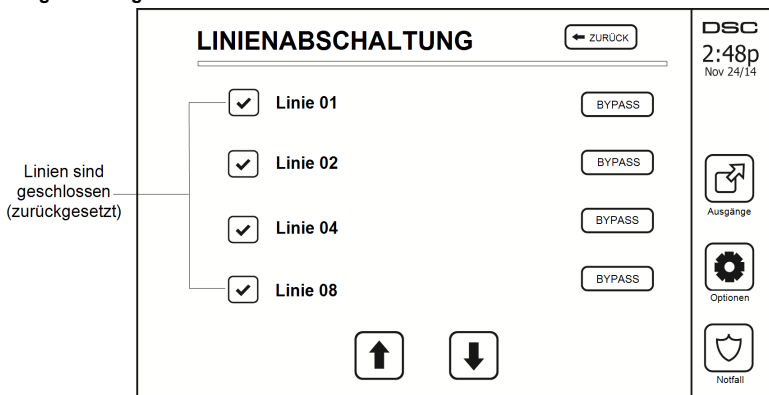 LINIENABSCHALTUNG
ZURÜCK
DSC
2:48p
Nov 24/14
Linie 01
BYPASS
Linie 02
BYPASS
Linien sind
geschlossen
(zurückgesetzt)
Linie 04
BYPASS
Linie 08
BYPASS
Ausgänge
Optionen
Notfall